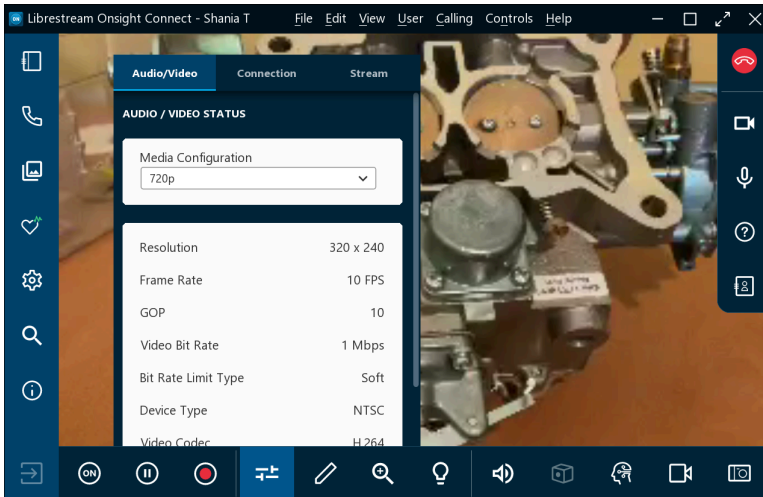 Librestream Onsight Connect - Shania T File Edit View User Calling Controls Help
Audio/Video Connection Stream
AUDIO / VIDEO STATUS
Media Configuration
720p
Resolution 320 x 240
Frame Rate 10 FPS
GOP 10
Video Bit Rate 1 Mbps
Bit Rate Limit Type Soft
Device Type NTSC
Video Codec H.264
ON